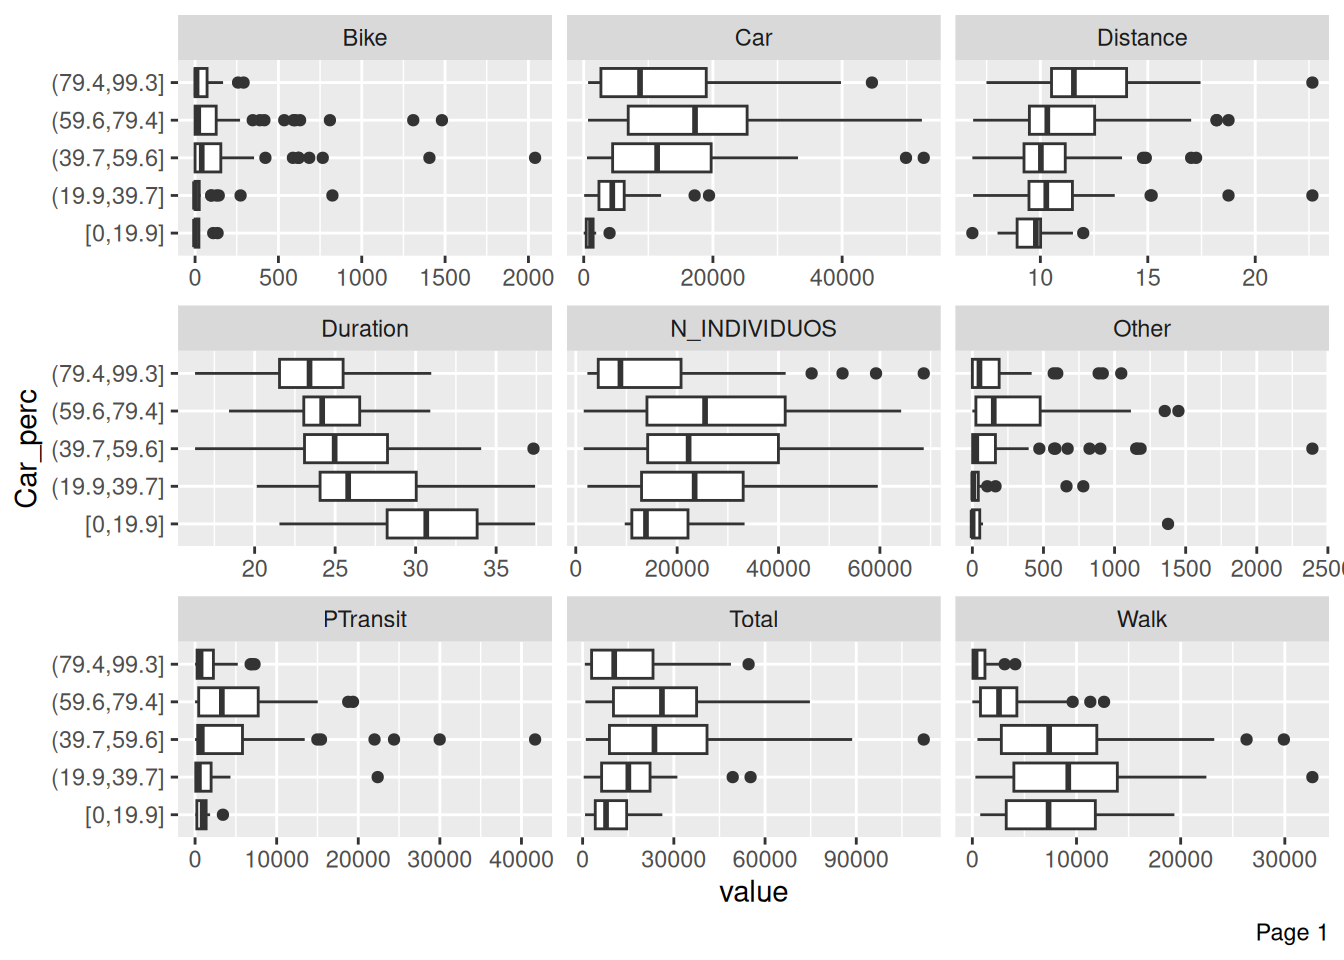 Bike Car Distance
(79.4,99.3]
(59.6,79.4]
(39.7,59.6]
(19.9,39.7]
[0,19.9]
0 500 1000 1500 2000 0 20000 40000 10 15 20
Duration N_INDIVIDUOS Other
(79.4,99.3]
(59.6,79.4]
(39.7,59.6]
(19.9,39.7]
[0,19.9]
20 25 30 35 0 20000 40000 60000 0 500 1000 1500 2000 250
Car_perc
PTransit Total Walk
(79.4,99.3]
(59.6,79.4]
(39.7,59.6]
(19.9,39.7]
[0,19.9]
0 10000 20000 30000 40000 0 30000 60000 90000 0 10000 20000 30000
value
Page 1